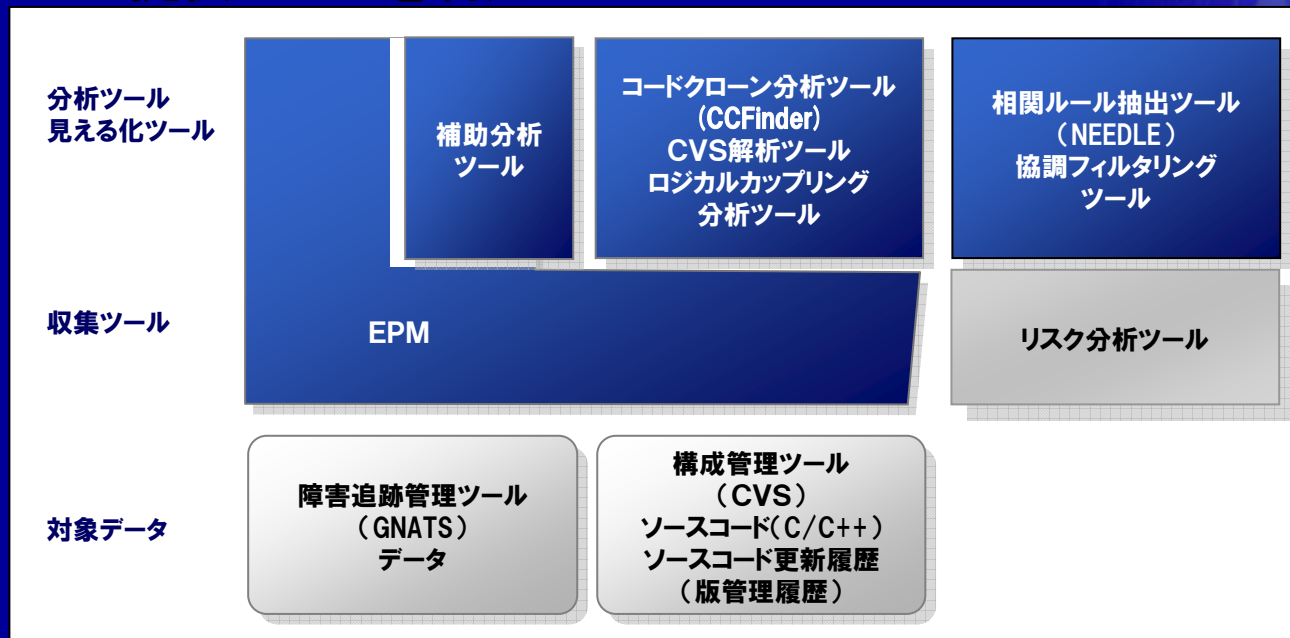 分析ツール
見える化ツール
補助分析
ツール
コードクローン分析ツール
(CCFinder)
CVS解析ツール
ロジカルカップリング
分析ツール
相関ルール抽出ツール
（NEEDLE）
協調フィルタリング
ツール
収集ツール
EPM
リスク分析ツール
対象データ
障害追跡管理ツール
（GNATS）
データ
構成管理ツール
（CVS）
ソースコード(C/C++)
ソースコード更新履歴
（版管理履歴）